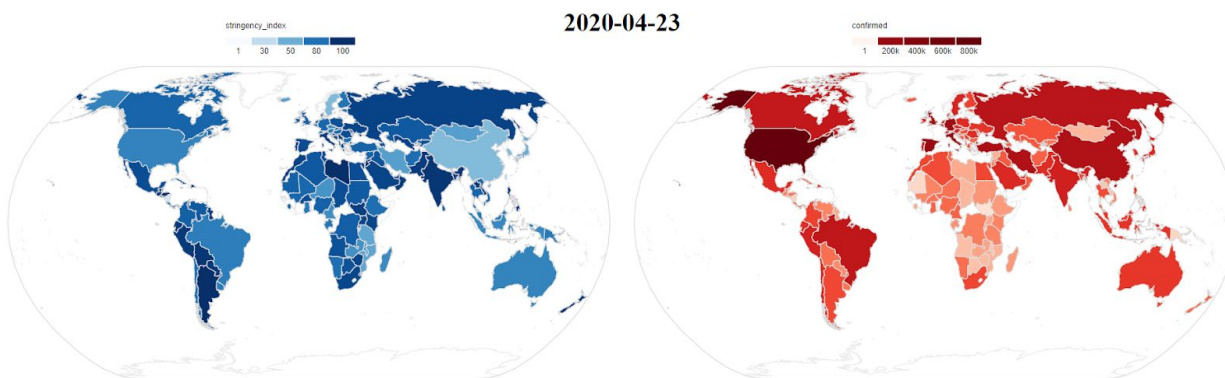 2020-04-23
stringency_index
1 30 50 80 100
confirmed
1 200k 400k 600k 800k